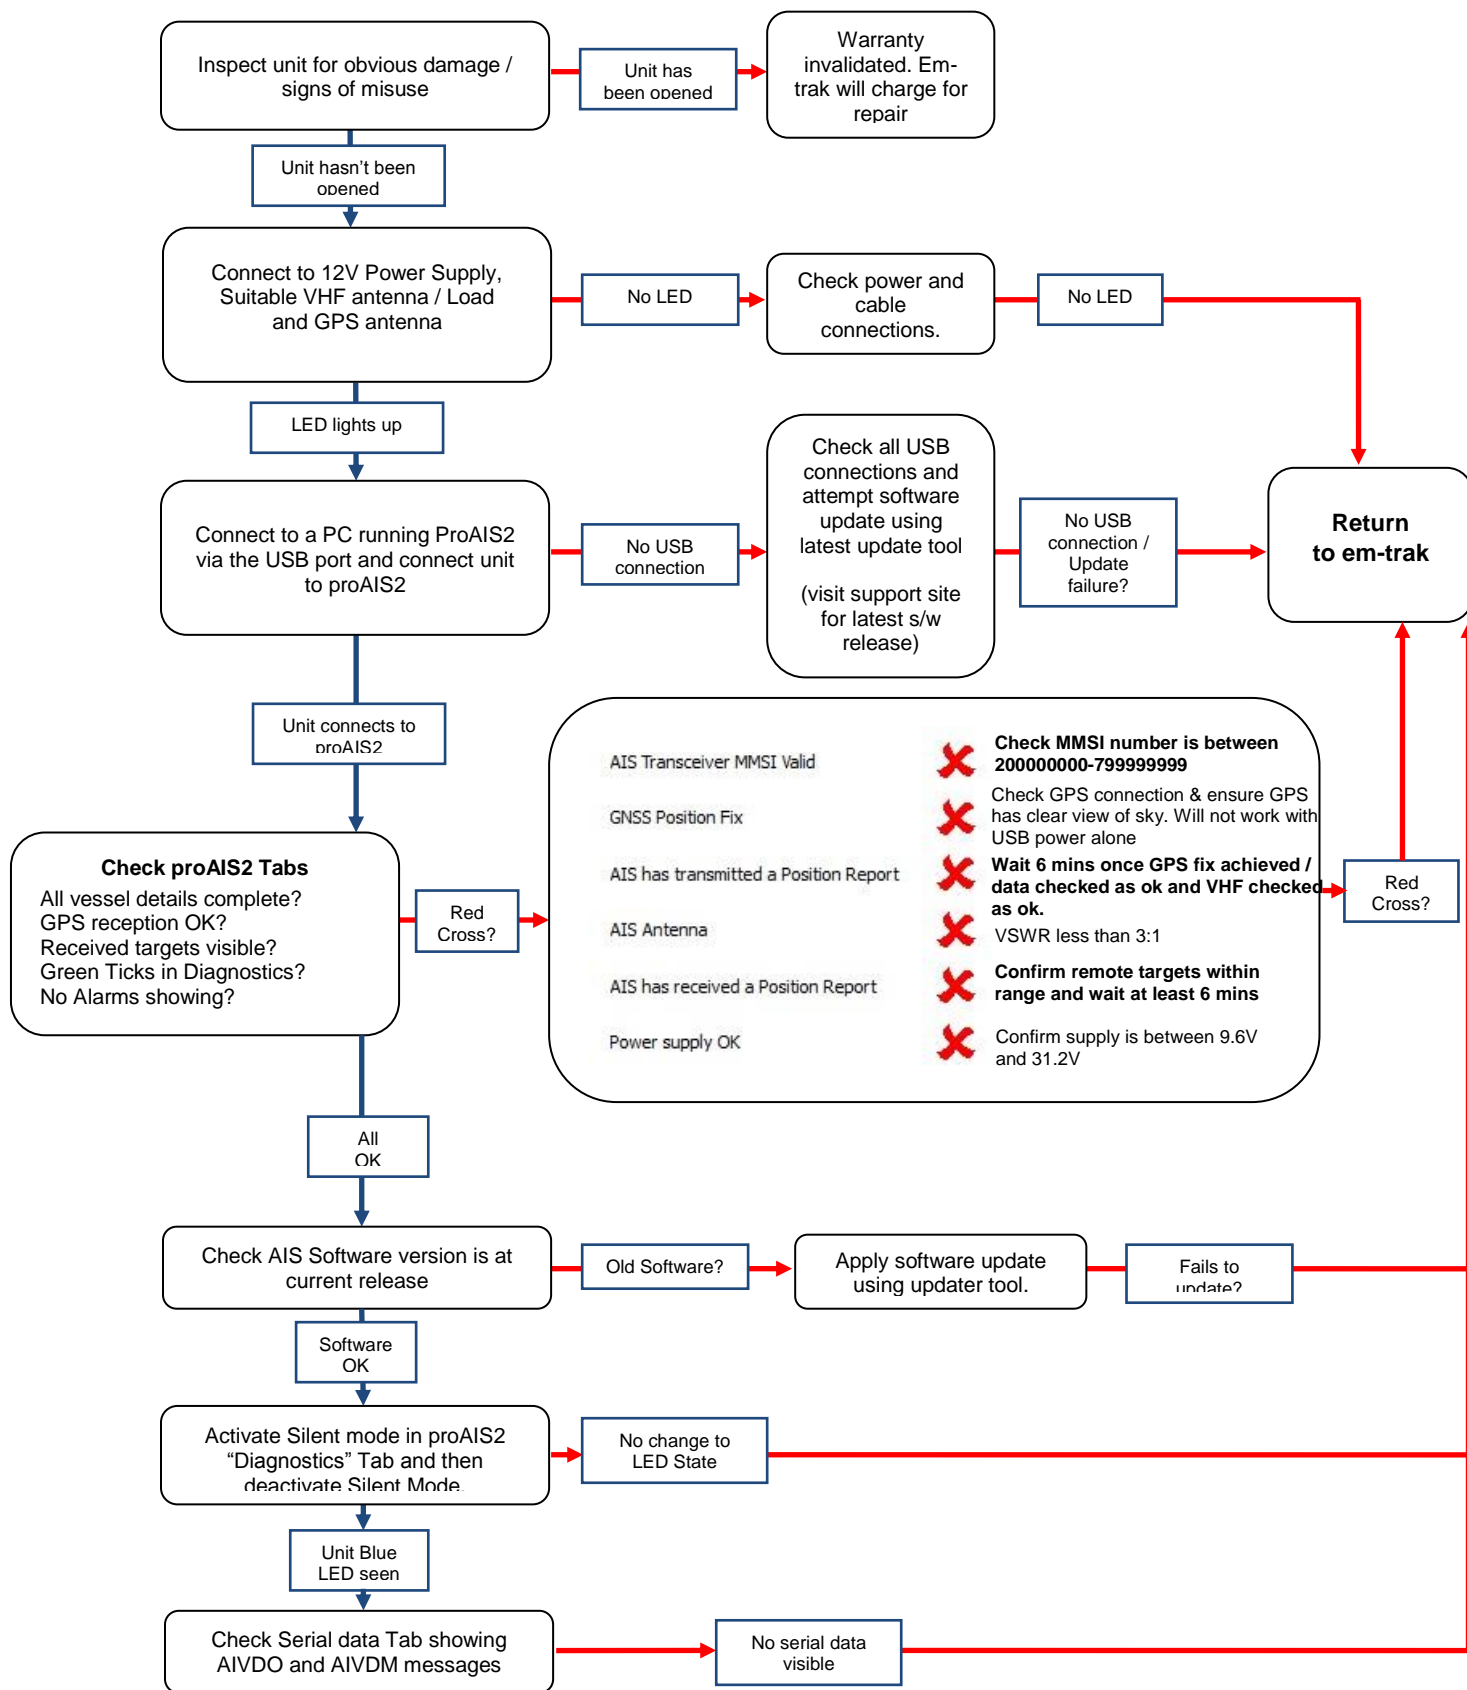 Inspect unit for obvious damage /
signs of misuse
Unit has
been opened
Warranty
invalidated. Em-
trak will charge for
repair
Unit hasn't been
opened
Connect to 12V Power Supply,
Suitable VHF antenna / Load
and GPS antenna
No LED
Check power and
cable
connections.
No LED
LED lights up
Connect to a PC running ProAIS2
via the USB port and connect unit
to proAIS2
No USB
connection
Check all USB
connections and
attempt software
update using
latest update tool
(visit support site
for latest s/w
release)
No USB
connection /
Update
failure?
Return
to em-trak
Unit connects to
proAIS2
AIS Transceiver MMSI Valid
Check MMSI number is between
200000000-799999999
GNSS Position Fix
Check GPS connection & ensure GPS
has clear view of sky. Will not work with
USB power alone
AIS has transmitted a Position Report
Wait 6 mins once GPS fix achieved /
data checked as ok and VHF checked
as ok.
AIS Antenna
VSWR less than 3:1
AIS has received a Position Report
Confirm remote targets within
range and wait at least 6 mins
Power supply OK
Confirm supply is between 9.6V
and 31.2V
Red
Cross?
Check proAIS2 Tabs
All vessel details complete?
GPS reception OK?
Received targets visible?
Green Ticks in Diagnostics?
No Alarms showing?
Red
Cross?
All
OK
Check AIS Software version is at
current release
Old Software?
Apply software update
using updater tool.
Fails to
update?
Software
OK
Activate Silent mode in proAIS2
“Diagnostics” Tab and then
deactivate Silent Mode.
No change to
LED State
Unit Blue
LED seen
Check Serial data Tab showing
AIVDO and AIVDM messages
No serial data
visible